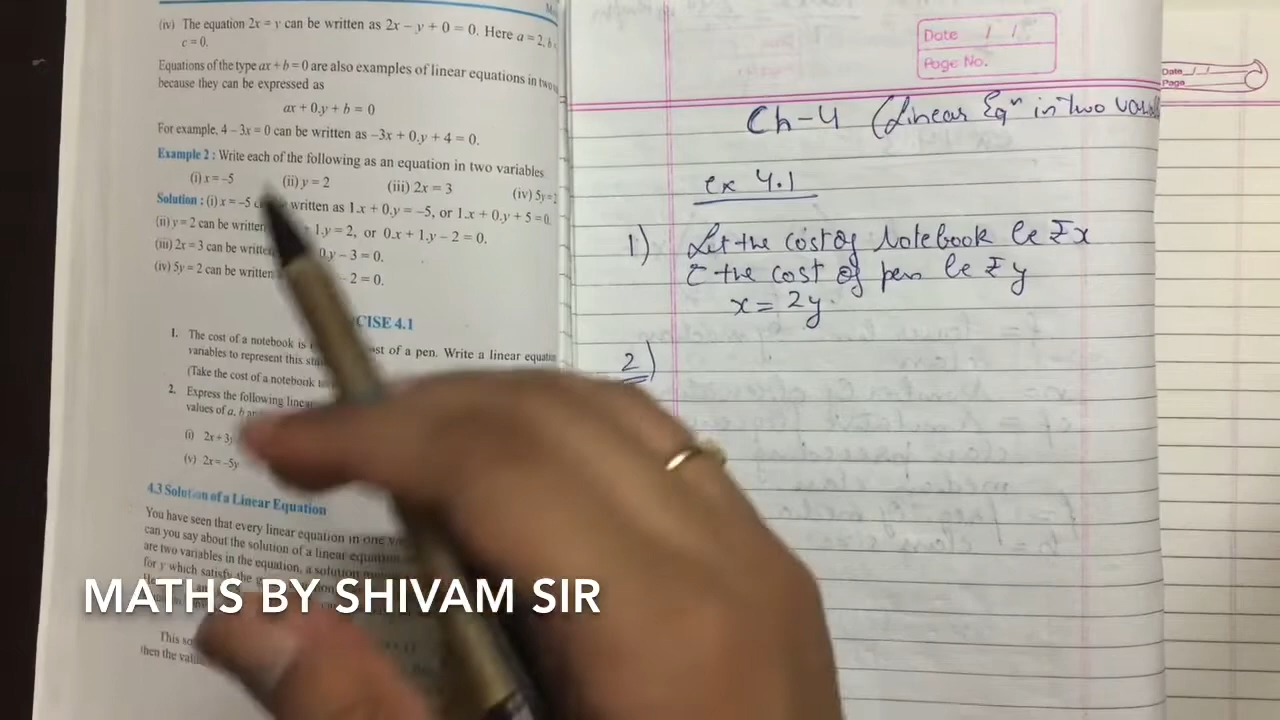 (iv) The equation 2x = y can be written as 2x – y + 0 = 0. Here a = 2, b
c = 0.
Equations of the type ax + b = 0 are also examples of linear equations in two
because they can be expressed as
ax + 0.y + b = 0
For example, 4 – 3x = 0 can be written as –3x + 0.y + 4 = 0.
Example 2 : Write each of the following as an equation in two variables
(i) x = –5 (ii) y = 2 (iii) 2x = 3 (iv) 5y = 2
Solution : (i) x = –5 written as 1.x + 0.y = –5, or 1.x + 0.y + 5 = 0.
(ii) y = 2 can be written 1.y = 2, or 0.x + 1.y – 2 = 0.
(iii) 2x = 3 can be written 0.y – 3 = 0.
(iv) 5y = 2 can be written – 2 = 0.
CISE 4.1
1. The cost of a notebook is cost of a pen. Write a linear
variables to represent this
(Take the cost of a notebook
2. Express the following
values of a, b
(i) 2x + 3y
(v) 2x = –5y
4.3 Solution of a Linear Equation
You have seen that every linear equation in one
can you say about the solution of a linear
are two variables in the equation, a solution
for y which satisfy the
This
then the
Date / /
Page No.
Date / /
Page
Ch-4 (Linear Eqn in two
ex 4.1
1) Let the cost of Notebook be ₹ x
& the cost of pen be ₹ y
x = 2y.
2)
MATHS BY SHIVAM SIR